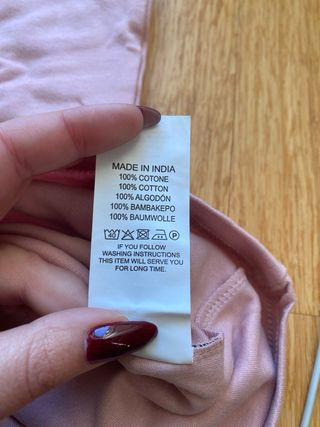 MADE IN INDIA
100% COTONE
100% COTTON
100% ALGODÓN
100% BAMBAKEPO
100% BAUMWOLLE
IF YOU FOLLOW
WASHING INSTRUCTIONS
THIS ITEM WILL SERVE YOU
FOR LONG TIME.